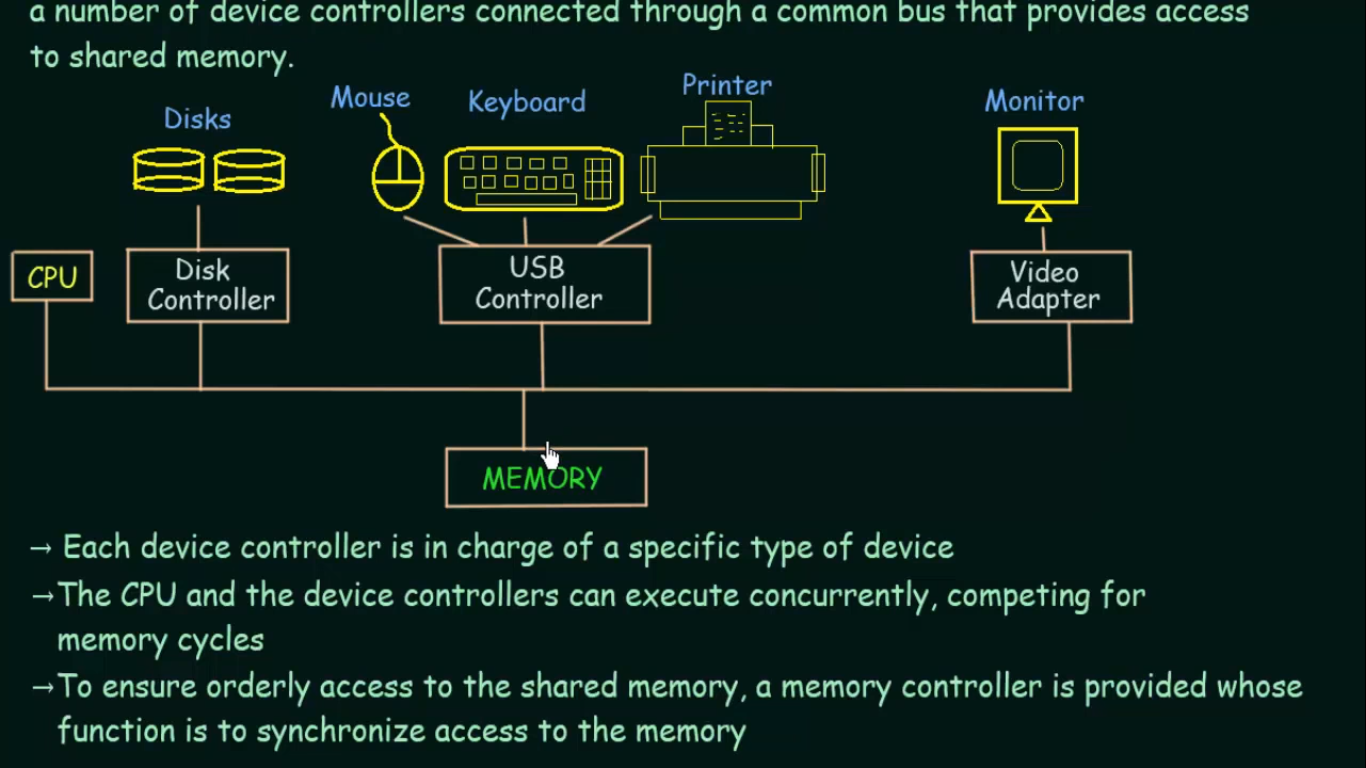 a number of device controllers connected through a common bus that provides access
to shared memory.
Disks
Mouse
Keyboard
Printer
Monitor
CPU
Disk
Controller
USB
Controller
Video
Adapter
MEMORY
→ Each device controller is in charge of a specific type of device
→The CPU and the device controllers can execute concurrently, competing for
memory cycles
→To ensure orderly access to the shared memory, a memory controller is provided whose
function is to synchronize access to the memory